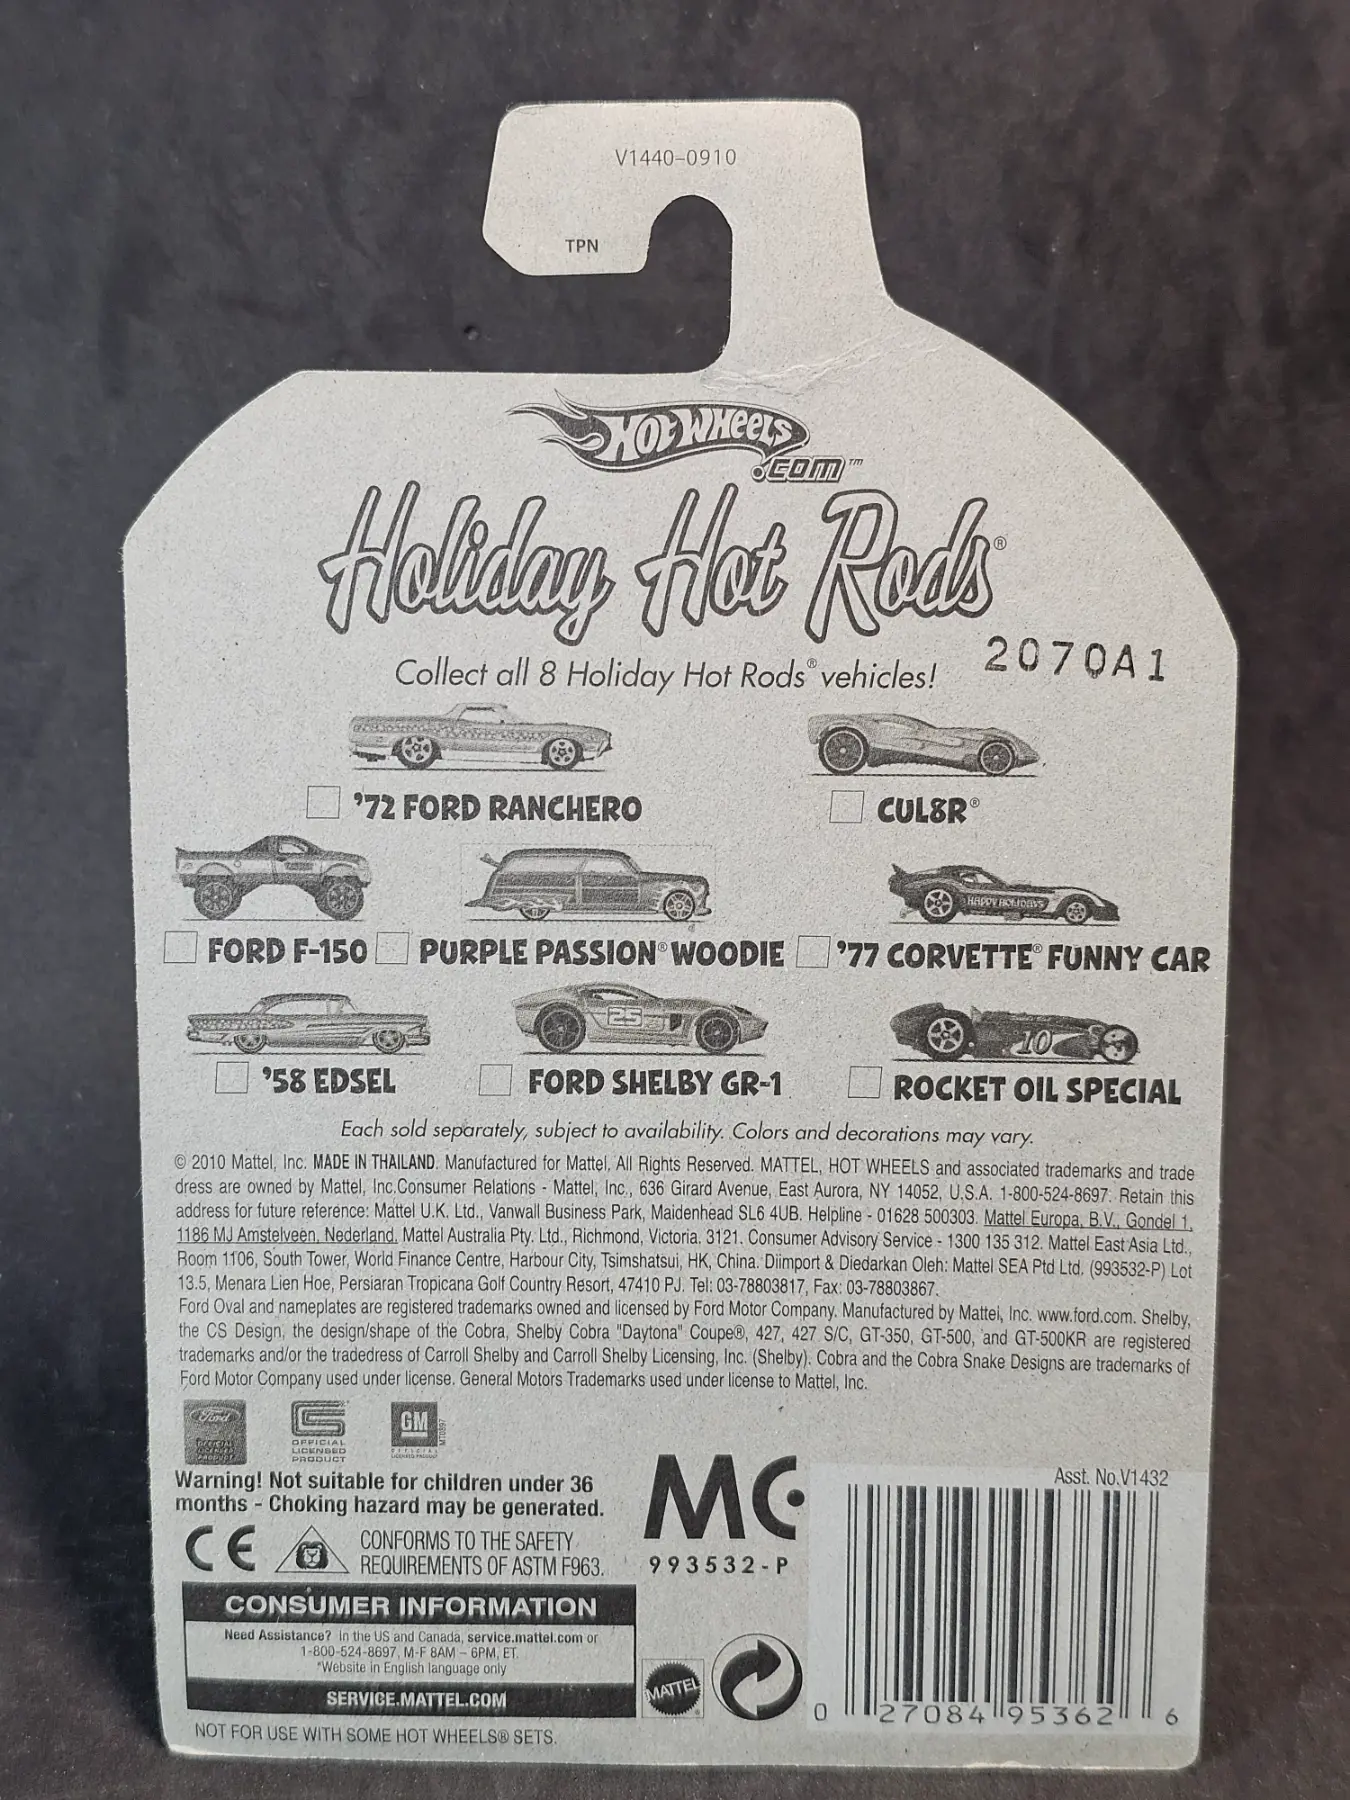 V1440-0910
TPN
HOT WHEELS
.COM™
Holiday Hot Rods®
2070A1
Collect all 8 Holiday Hot Rods® vehicles!
'72 FORD RANCHERO
CUL8R®
HAPPY HOLIDAYS
FORD F-150
PURPLE PASSION® WOODIE
'77 CORVETTE® FUNNY CAR
25
10
'58 EDSEL
FORD SHELBY GR-1
ROCKET OIL SPECIAL
Each sold separately, subject to availability. Colors and decorations may vary.
© 2010 Mattel, Inc. MADE IN THAILAND. Manufactured for Mattel. All Rights Reserved. MATTEL, HOT WHEELS and associated trademarks and trade
dress are owned by Mattel, Inc.Consumer Relations - Mattel, Inc., 636 Girard Avenue, East Aurora, NY 14052, U.S.A. 1-800-524-8697. Retain this
address for future reference: Mattel U.K. Ltd., Vanwall Business Park, Maidenhead SL6 4UB. Helpline - 01628 500303. Mattel Europa, B.V., Gondel 1,
1186 MJ Amstelveen, Nederland. Mattel Australia Pty. Ltd., Richmond, Victoria. 3121. Consumer Advisory Service - 1300 135 312. Mattel East Asia Ltd.,
Room 1106, South Tower, World Finance Centre, Harbour City, Tsimshatsui, HK, China. Diimport & Diedarkan Oleh: Mattel SEA Ptd Ltd. (993532-P) Lot
13.5, Menara Lien Hoe, Persiaran Tropicana Golf Country Resort, 47410 PJ. Tel: 03-78803817, Fax: 03-78803867.
Ford Oval and nameplates are registered trademarks owned and licensed by Ford Motor Company. Manufactured by Mattel, Inc. www.ford.com. Shelby,
the CS Design, the design/shape of the Cobra, Shelby Cobra "Daytona" Coupe®, 427, 427 S/C, GT-350, GT-500, and GT-500KR are registered
trademarks and/or the tradedress of Carroll Shelby and Carroll Shelby Licensing, Inc. (Shelby). Cobra and the Cobra Snake Designs are trademarks of
Ford Motor Company used under license. General Motors Trademarks used under license to Mattel, Inc.
Ford
OFFICIAL
LICENSED
PRODUCT
OFFICIAL
LICENSED
PRODUCT
GM
OFFICIAL
LICENSED PRODUCT
Warning! Not suitable for children under 36
months - Choking hazard may be generated.
CE
CONFORMS TO THE SAFETY
REQUIREMENTS OF ASTM F963.
MC
993532-P
Asst. No.V1432
CONSUMER INFORMATION
Need Assistance? In the US and Canada, service.mattel.com or
1-800-524-8697, M-F 8AM – 6PM, ET.
*Website in English language only
SERVICE.MATTEL.COM
MATTEL
0 27084 95362 6
NOT FOR USE WITH SOME HOT WHEELS® SETS.